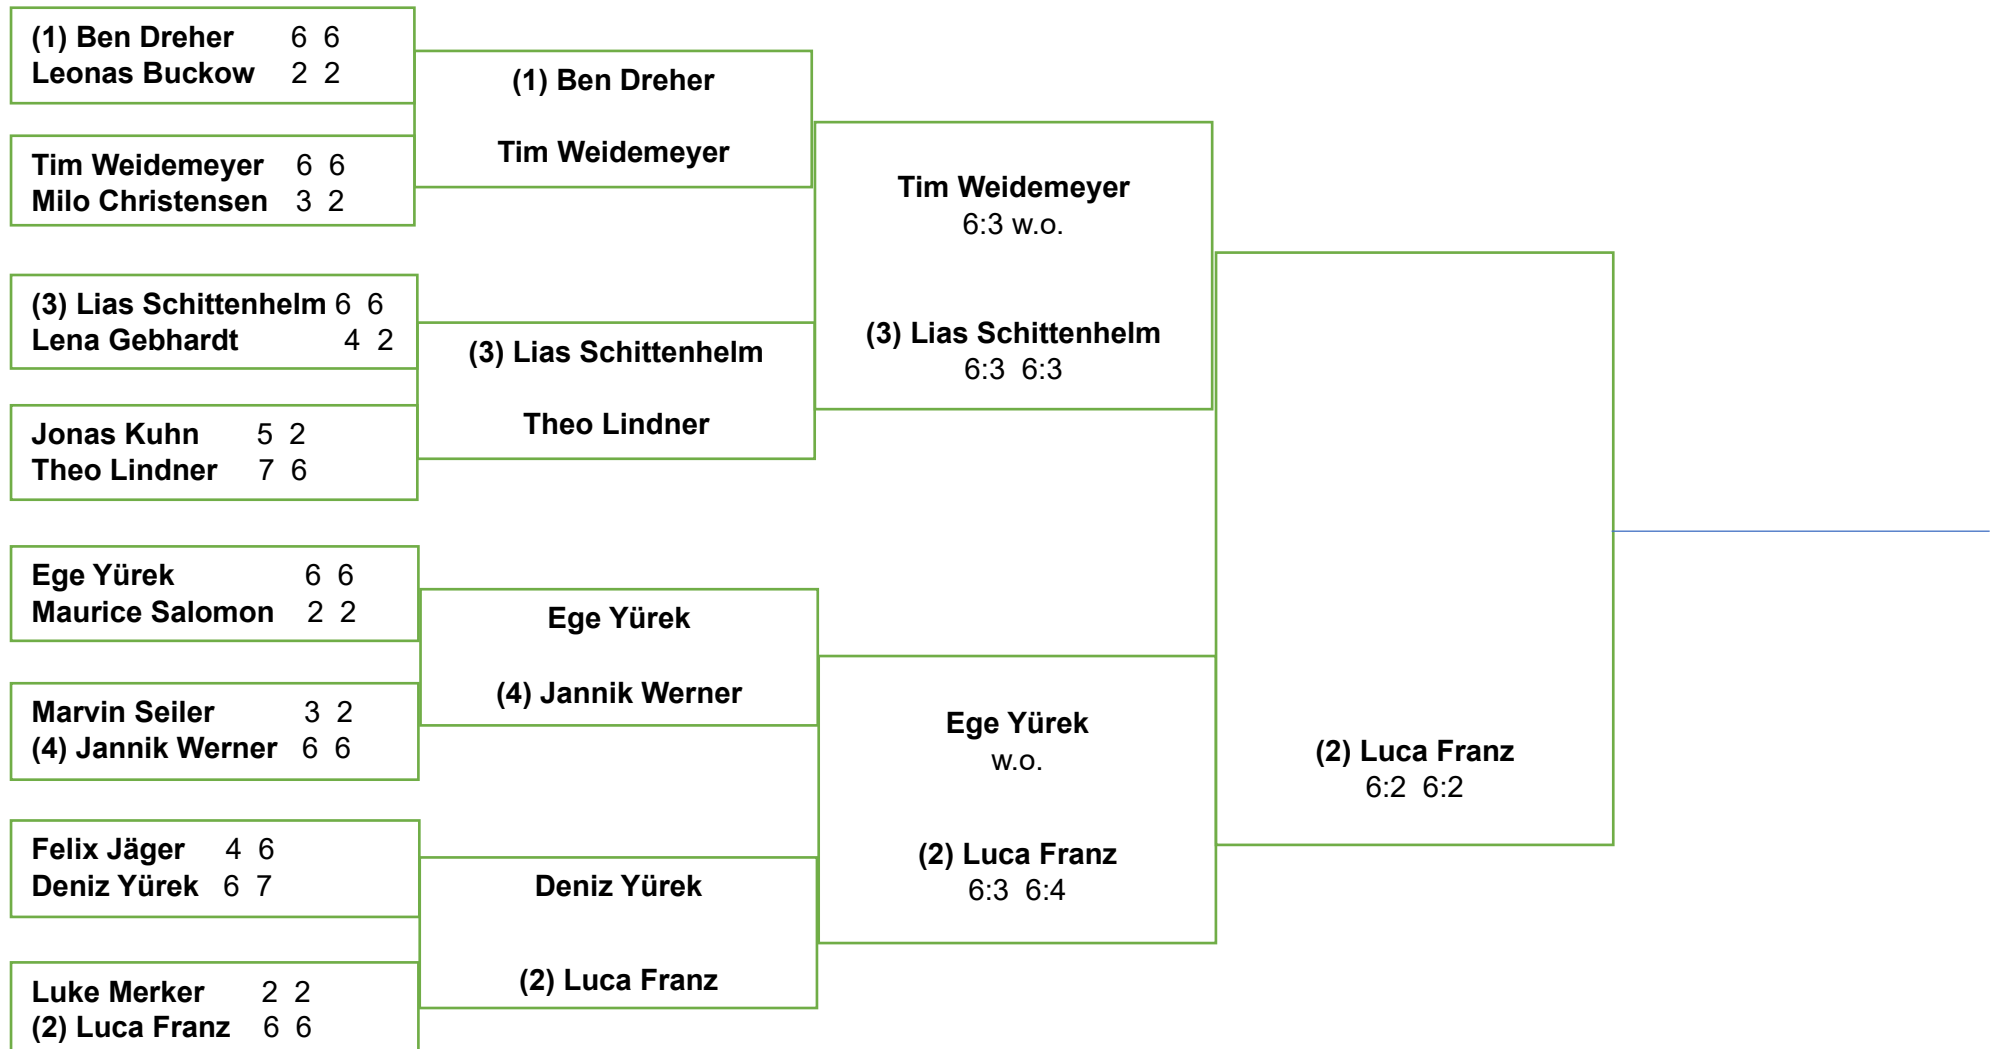 (1) Ben Dreher 6 6
Leonas Buckow 2 2
Tim Weidemeyer 6 6
Milo Christensen 3 2
(3) Lias Schittenhelm 6 6
Lena Gebhardt 4 2
Jonas Kuhn 5 2
Theo Lindner 7 6
Ege Yürek 6 6
Maurice Salomon 2 2
Marvin Seiler 3 2
(4) Jannik Werner 6 6
Felix Jäger 4 6
Deniz Yürek 6 7
Luke Merker 2 2
(2) Luca Franz 6 6
(1) Ben Dreher
Tim Weidemeyer
(3) Lias Schittenhelm
Theo Lindner
Ege Yürek
(4) Jannik Werner
Deniz Yürek
(2) Luca Franz
Tim Weidemeyer
6:3 w.o.
(3) Lias Schittenhelm
6:3 6:3
Ege Yürek
w.o.
(2) Luca Franz
6:3 6:4
(2) Luca Franz
6:2 6:2